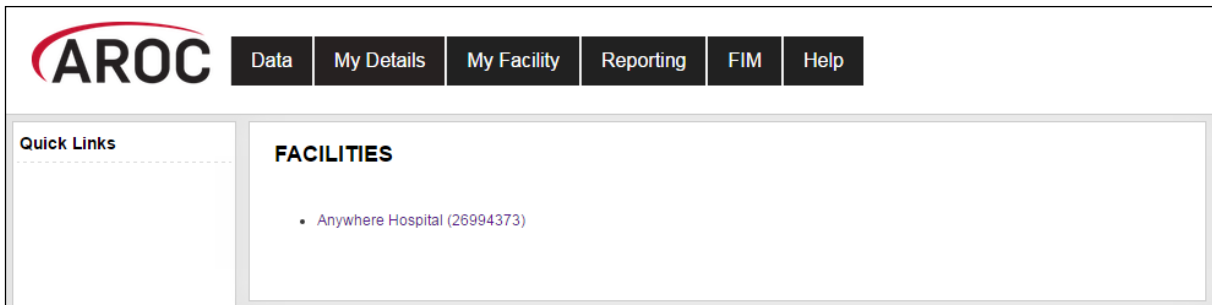 AROC Data My Details My Facility Reporting FIM Help
Quick Links
FACILITIES
Anywhere Hospital (26994373)